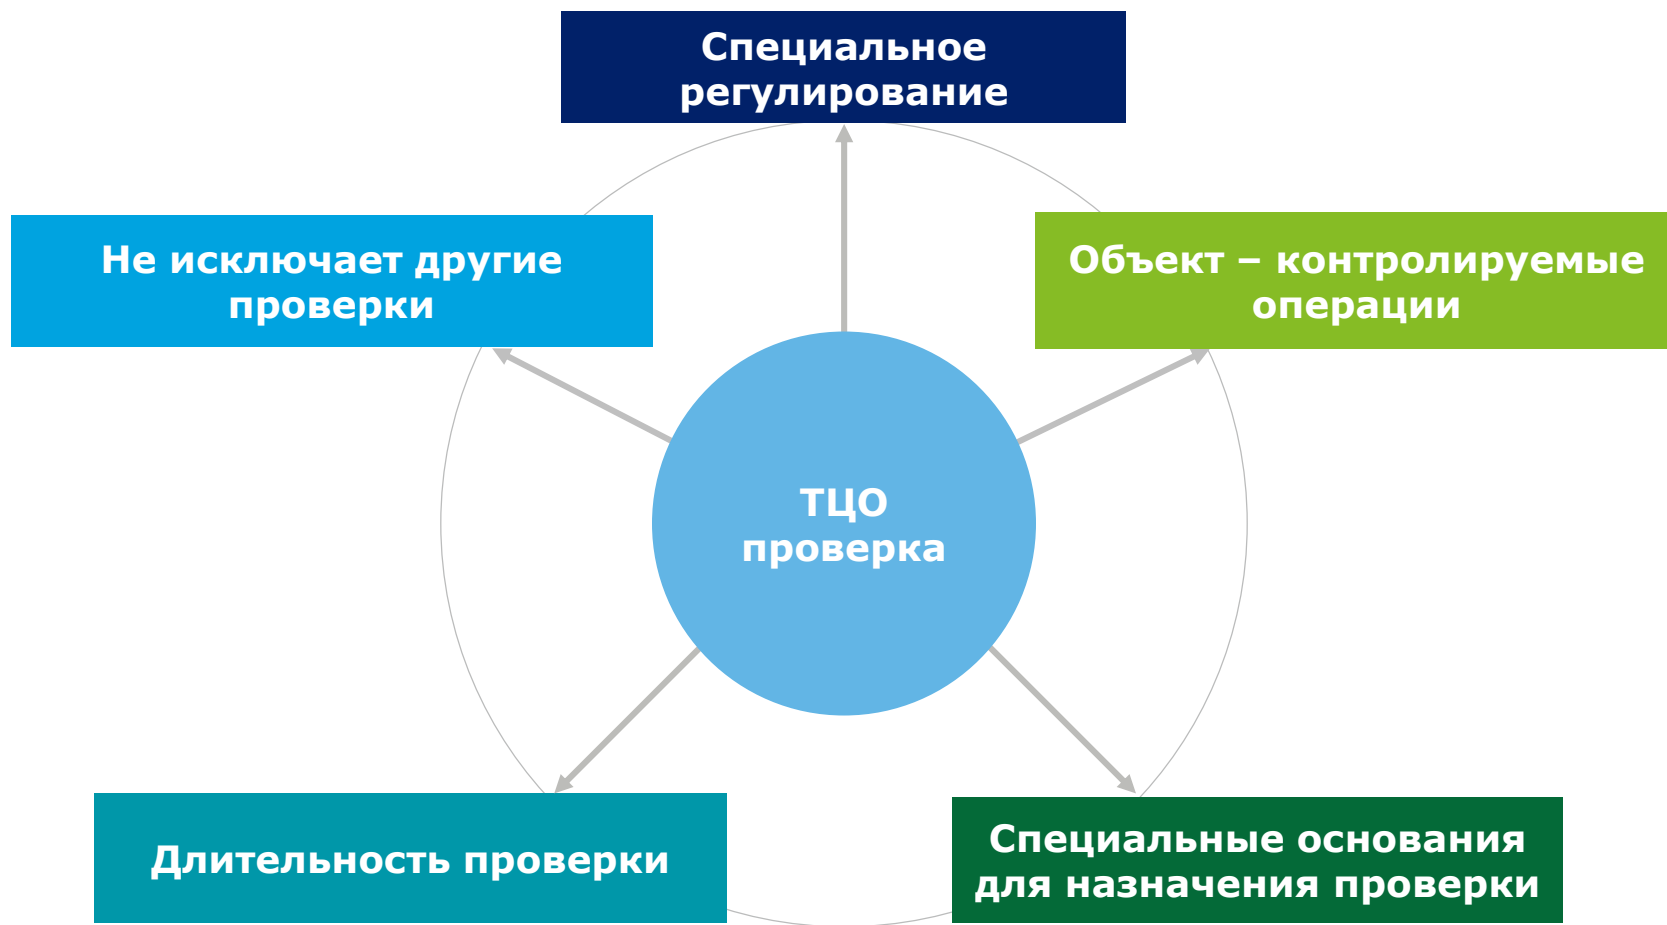 Специальное
регулирование
Не исключает другие
проверки
Объект – контролируемые
операции
ТЦО
проверка
Длительность проверки
Специальные основания
для назначения проверки